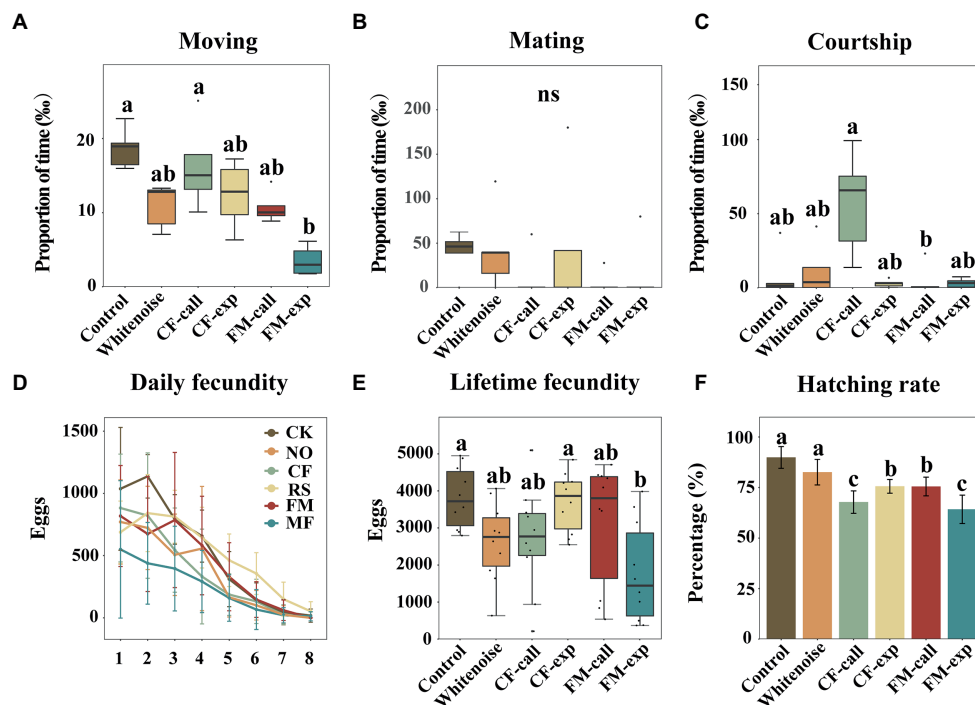 A
Moving
Proportion of time (‰)
20
10
0
a
ab
a
ab
ab
b
Control
Whitenoise
CF-call
CF-exp
FM-call
FM-exp
B
Mating
Proportion of time (‰)
200
150
100
50
0
ns
Control
Whitenoise
CF-call
CF-exp
FM-call
FM-exp
C
Courtship
Proportion of time (‰)
150
100
50
0
ab
ab
a
ab
b
ab
Control
Whitenoise
CF-call
CF-exp
FM-call
FM-exp
D
Daily fecundity
Eggs
1500
1000
500
0
CK
NO
CF
RS
FM
MF
1 2 3 4 5 6 7 8
E
Lifetime fecundity
Eggs
5000
4000
3000
2000
1000
0
a
ab
ab
a
ab
b
Control
Whitenoise
CF-call
CF-exp
FM-call
FM-exp
F
Hatching rate
Percentage (%)
100
75
50
25
0
a
a
c
b
b
c
Control
Whitenoise
CF-call
CF-exp
FM-call
FM-exp